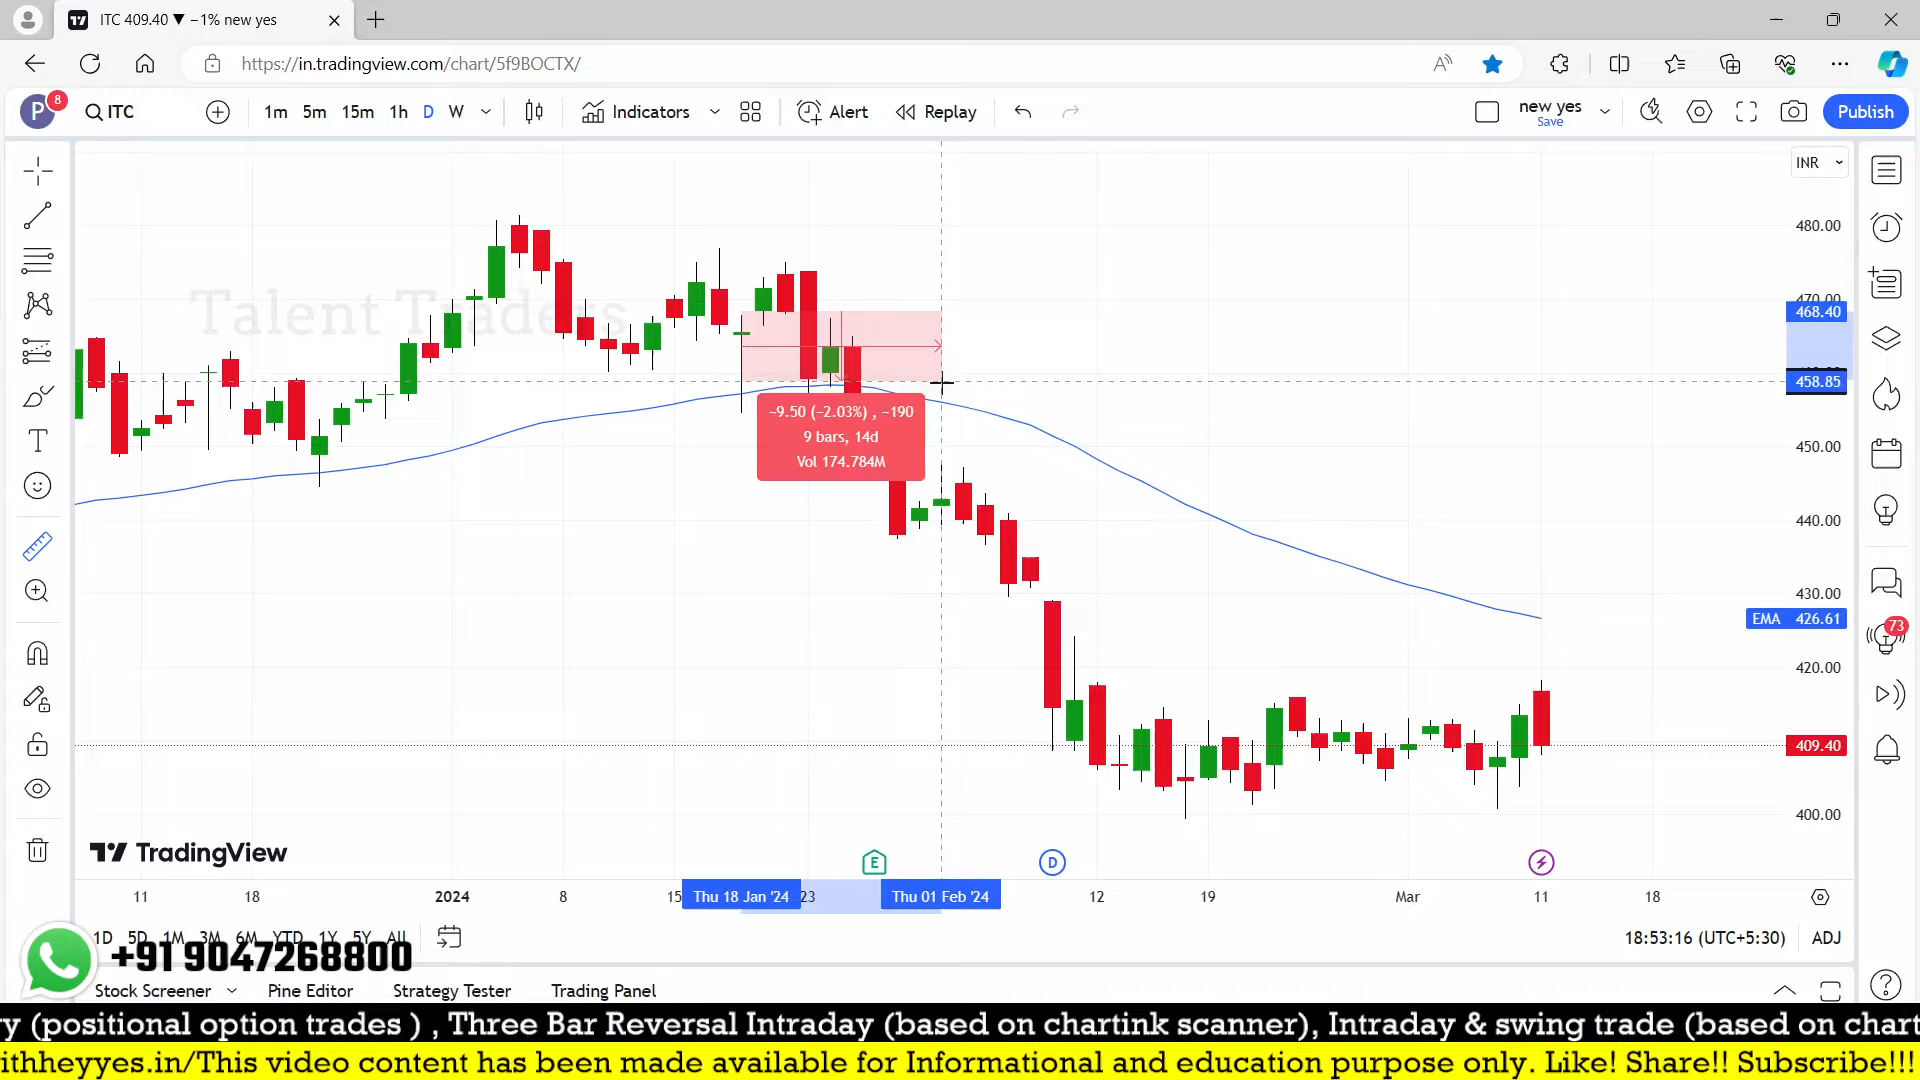 ITC 409.40 ▼ −1% new yes
https://in.tradingview.com/chart/5f9BOCTX/
P 8 ITC 1m 5m 15m 1h D W Indicators Alert Replay new yes Save Publish
INR
480.00
470.00
468.40
458.85
450.00
440.00
430.00
EMA 426.61
420.00
409.40
400.00
73
Talent Traders
−9.50 (−2.03%) , −190
9 bars, 14d
Vol 174.784M
TradingView
E D
11 18 2024 8 15 Thu 18 Jan '24 23 Thu 01 Feb '24 12 19 Mar 11 18
1D 5D 1M 3M 6M YTD 1Y 5Y All 18:53:16 (UTC+5:30) ADJ
+91 9047268800
Stock Screener Pine Editor Strategy Tester Trading Panel
y (positional option trades ) , Three Bar Reversal Intraday (based on chartink scanner), Intraday & swing trade (based on chart
ithheyyes.in/This video content has been made available for Informational and education purpose only. Like! Share!! Subscribe!!!